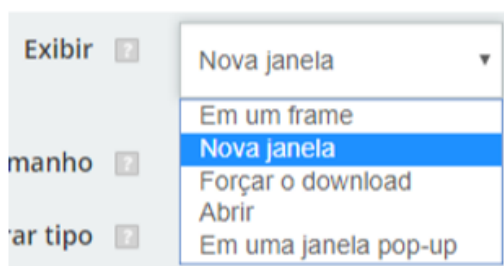 Exibir ? Nova janela ▼
Em um frame
Nova janela
manho ? Forçar o download
Abrir
ar tipo ? Em uma janela pop-up